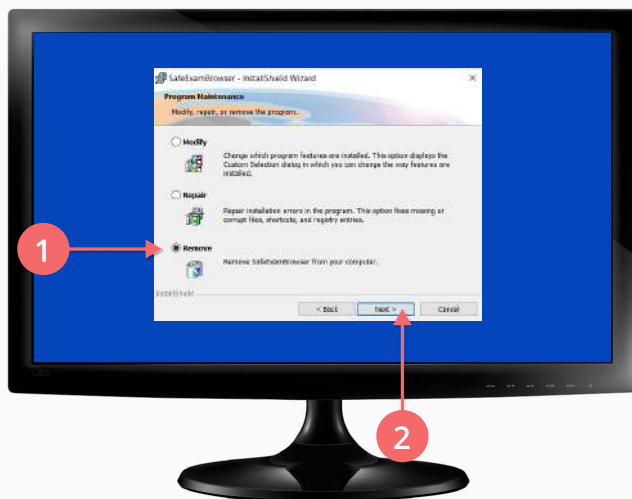 SafeExamBrowser - InstallShield Wizard
Program Maintenance
Modify, repair, or remove the program.
Modify
Change which program features are installed. This option displays the
Custom Selection dialog in which you can change the way features are
installed.
Repair
Repair installation errors in the program. This option fixes missing or
corrupt files, shortcuts, and registry entries.
1
Remove
Remove SafeExamBrowser from your computer.
InstallShield
< Back
Next >
Cancel
LED
2